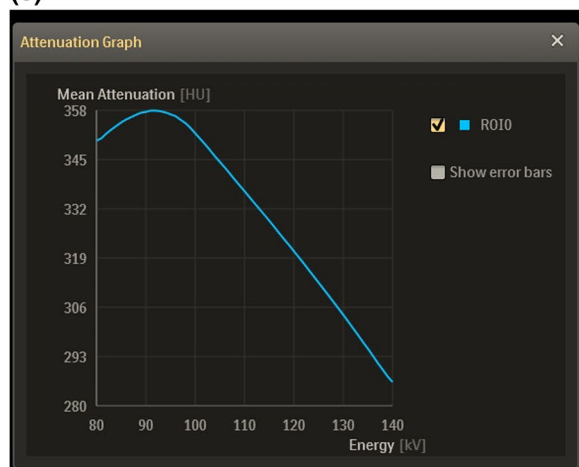 Attenuation Graph
Mean Attenuation [HU]
358
345
332
319
306
293
280
80 90 100 110 120 130 140
Energy [kV]
ROI0
Show error bars